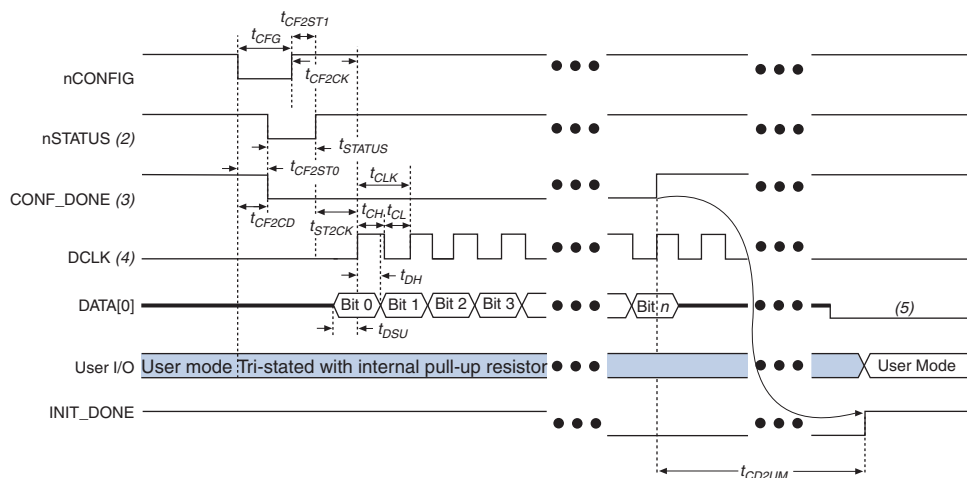 tCF2ST1
tCFG
nCONFIG
tCF2CK
nSTATUS (2)
tSTATUS
tCF2ST0
tCLK
CONF_DONE (3)
tCH tCL
tCF2CD
tST2CK
DCLK (4)
tDH
DATA[0]
Bit 0 Bit 1 Bit 2 Bit 3 Bit n
(5)
tDSU
User I/O
User mode Tri-stated with internal pull-up resistor
User Mode
INIT_DONE
tCD2UM